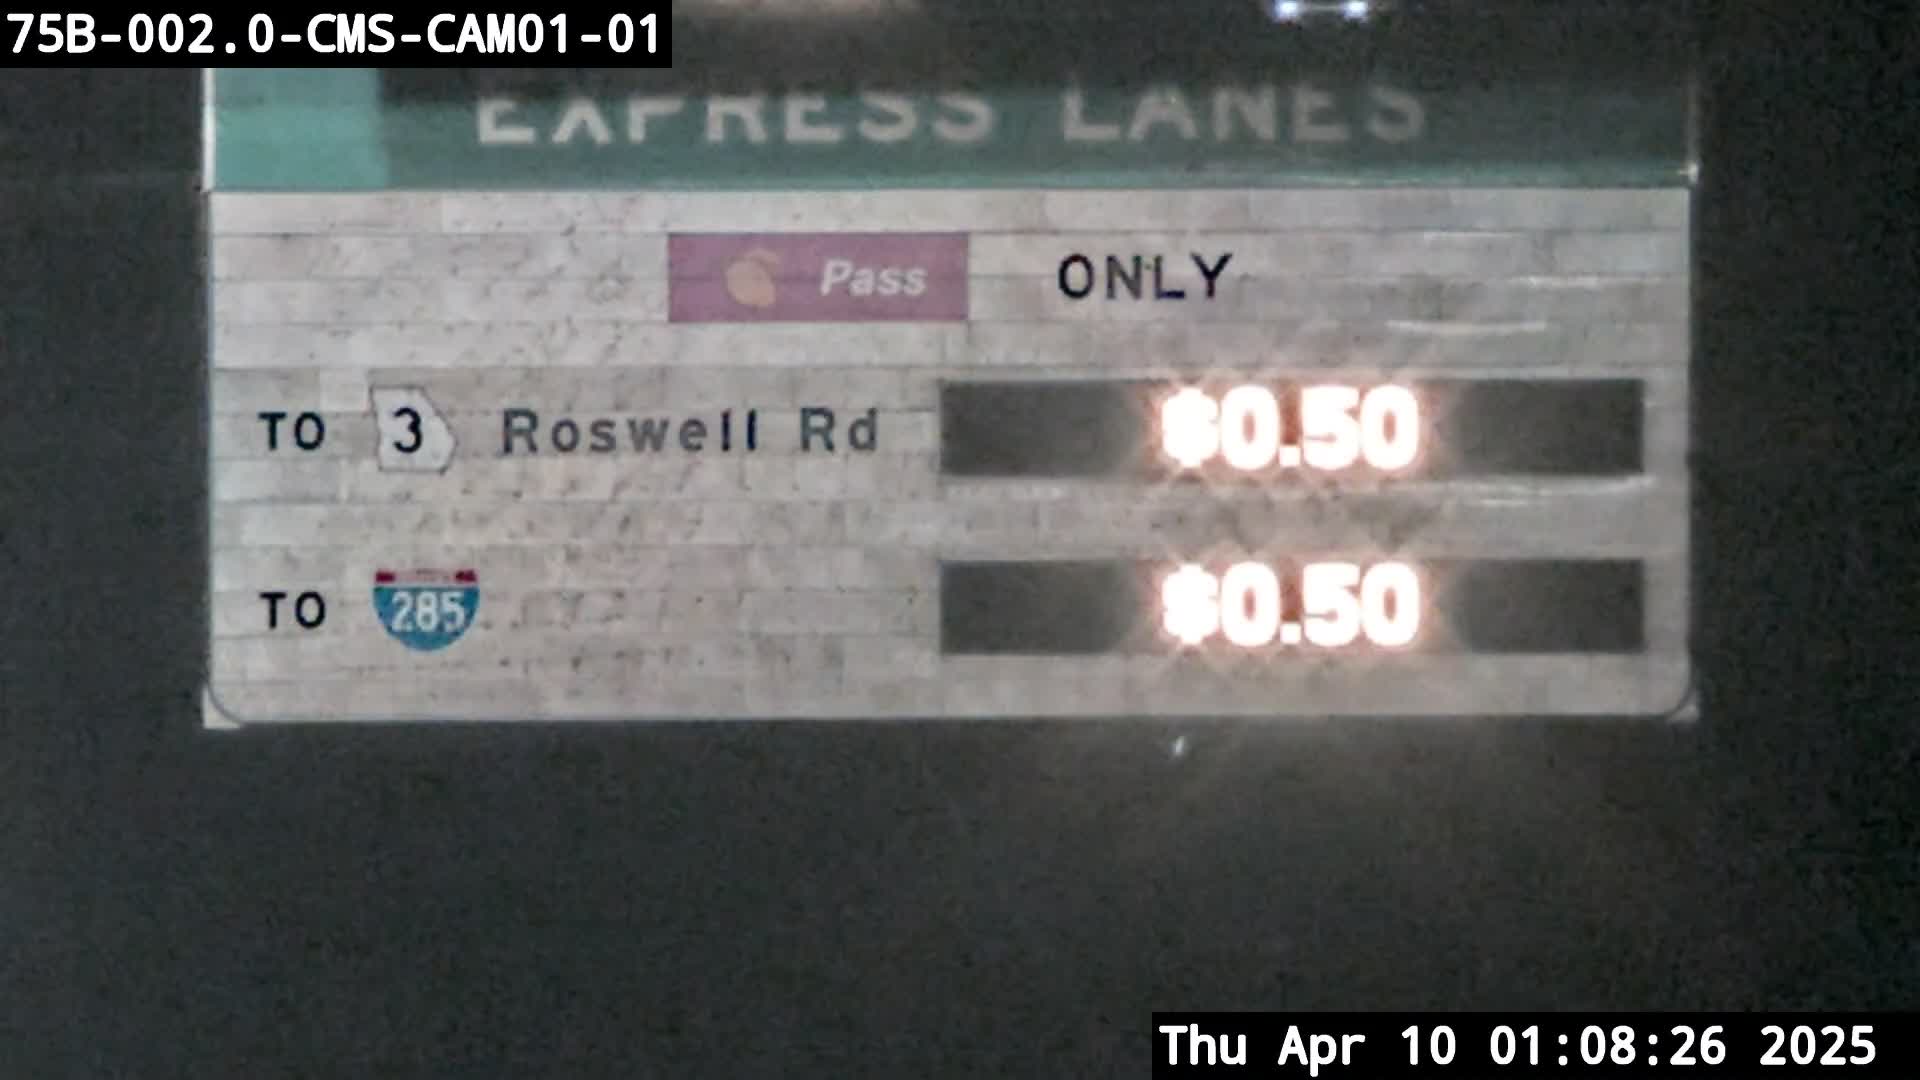 75B-002.0-CMS-CAM01-01
EXPRESS LANES
Pass ONLY
TO 3 Roswell Rd $0.50
TO 285 $0.50
Thu Apr 10 01:08:26 2025